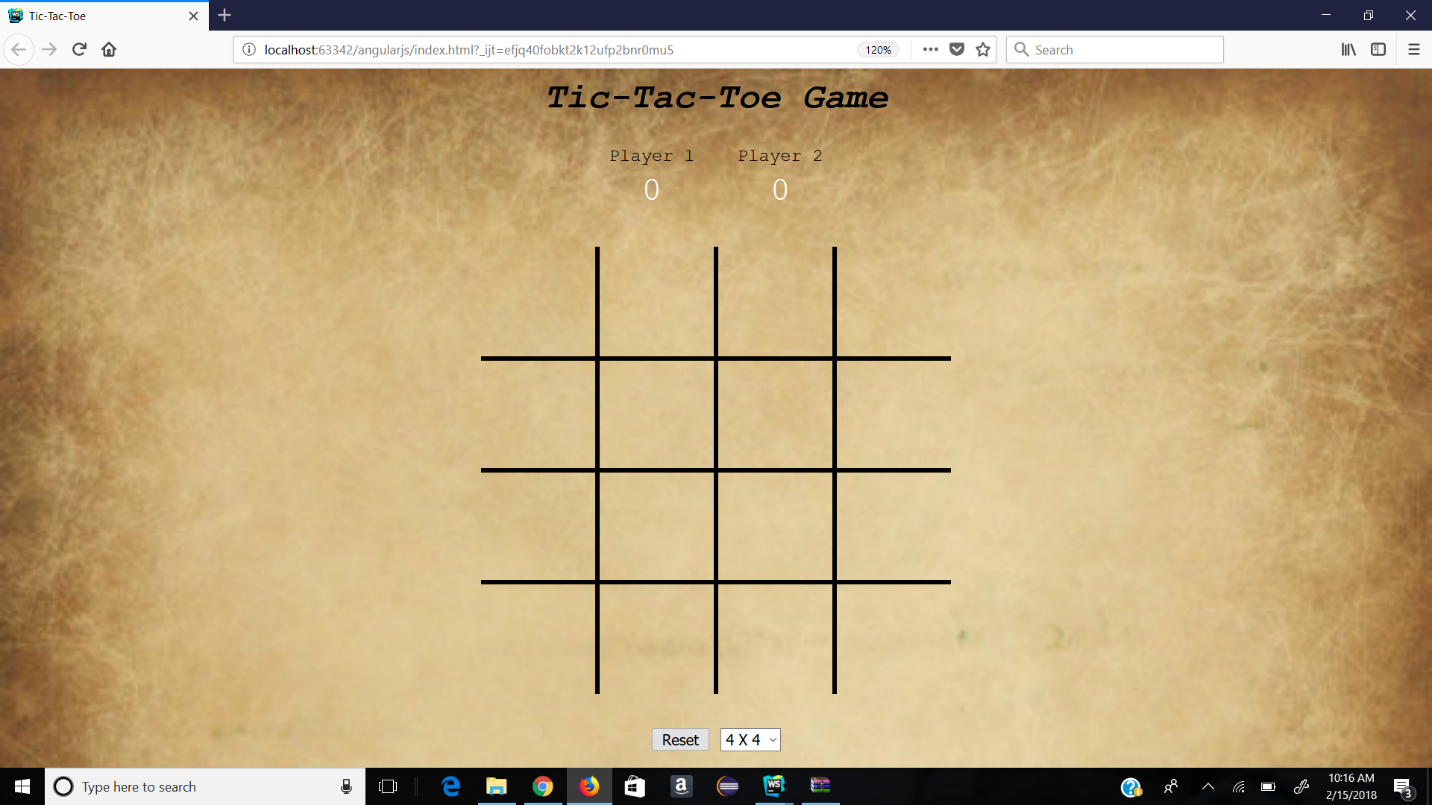 Tic-Tac-Toe
localhost:63342/angularjs/index.html?_ijt=efjq40fobkt2k12ufp2bnr0mu5
120%
Search
Tic-Tac-Toe Game
Player 1 Player 2
0 0
Reset 4 X 4
Type here to search
WS
10:16 AM
2/15/2018
3